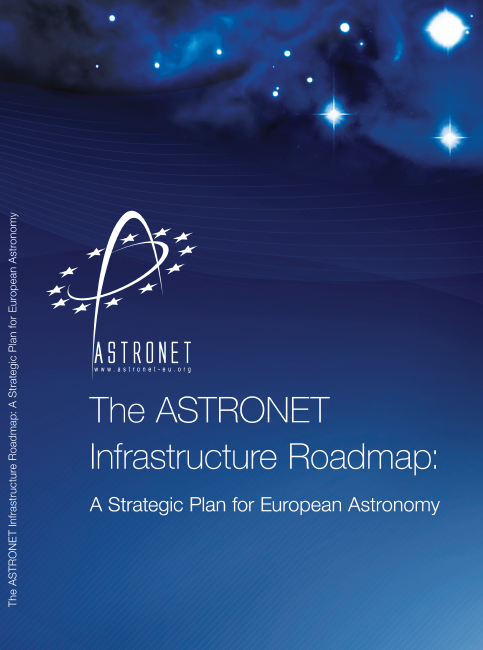 ASTRONET
www.astronet-eu.org
The ASTRONET
Infrastructure Roadmap:
A Strategic Plan for European Astronomy
The ASTRONET Infrastructure Roadmap: A Strategic Plan for European Astronomy